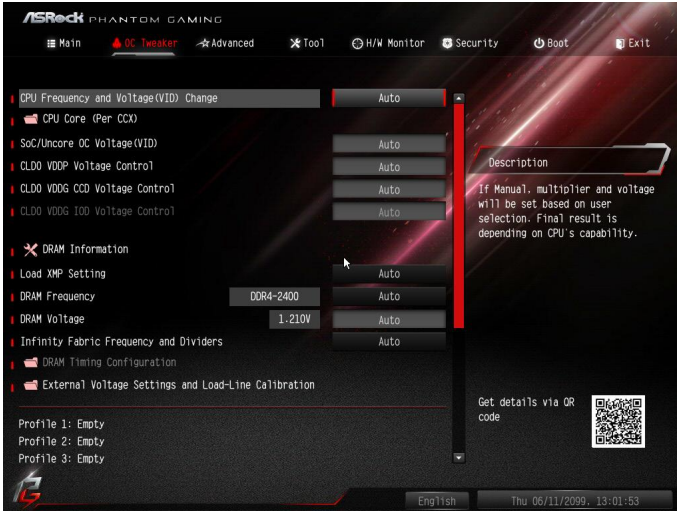 ASRock PHANTOM GAMING
Main OC Tweaker Advanced Tool H/W Monitor Security Boot Exit
CPU Frequency and Voltage(VID) Change Auto
CPU Core (Per CCX)
SoC/Uncore OC Voltage(VID) Auto
CLDO VDDP Voltage Control Auto
CLDO VDDG CCD Voltage Control Auto
CLDO VDDG IOD Voltage Control Auto
DRAM Information
Load XMP Setting Auto
DRAM Frequency DDR4-2400 Auto
DRAM Voltage 1.210V Auto
Infinity Fabric Frequency and Dividers Auto
DRAM Timing Configuration
External Voltage Settings and Load-Line Calibration
Profile 1: Empty
Profile 2: Empty
Profile 3: Empty
Description
If Manual, multiplier and voltage
will be set based on user
selection. Final result is
depending on CPU's capability.
Get details via QR
code
English Thu 06/11/2099, 13:01:53